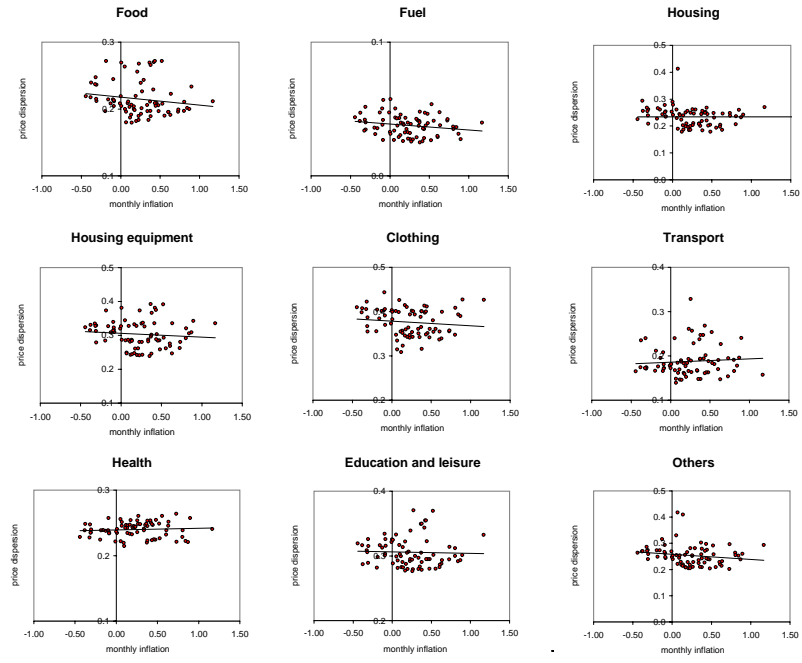 Food
price dispersion
0.3
0.2
0.1
-1.00 -0.50 0.00 0.50 1.00 1.50
monthly inflation
Fuel
price dispersion
0.1
0.0
-1.00 -0.50 0.00 0.50 1.00 1.50
monthly inflation
Housing
price dispersion
0.5
0.4
0.3
0.2
0.1
0.0
-1.00 -0.50 0.00 0.50 1.00 1.50
monthly inflation
Housing equipment
price dispersion
0.5
0.4
0.3
0.2
0.1
-1.00 -0.50 0.00 0.50 1.00 1.50
monthly inflation
Clothing
price dispersion
0.5
0.4
0.3
0.2
-1.00 -0.50 0.00 0.50 1.00 1.50
monthly inflation
Transport
price dispersion
0.4
0.3
0.2
0.1
-1.00 -0.50 0.00 0.50 1.00 1.50
monthly inflation
Health
price dispersion
0.3
0.2
0.1
-1.00 -0.50 0.00 0.50 1.00 1.50
monthly inflation
Education and leisure
price dispersion
0.4
0.3
0.2
-1.00 -0.50 0.00 0.50 1.00 1.50
monthly inflation
Others
price dispersion
0.5
0.4
0.3
0.2
0.1
0.0
-1.00 -0.50 0.00 0.50 1.00 1.50
monthly inflation